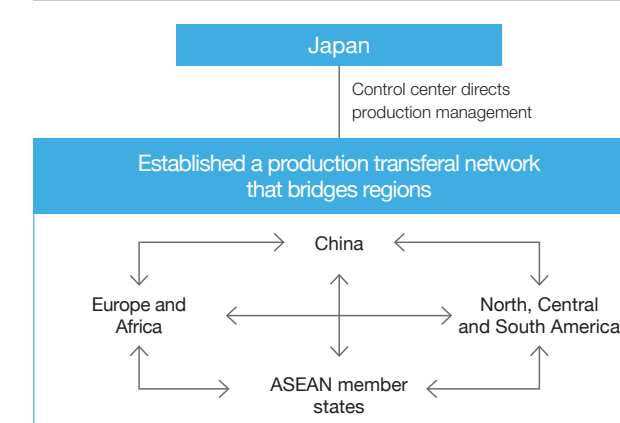 Japan
Control center directs
production management
Established a production transferal network
that bridges regions
China
Europe and
Africa
North, Central
and South America
ASEAN member
states